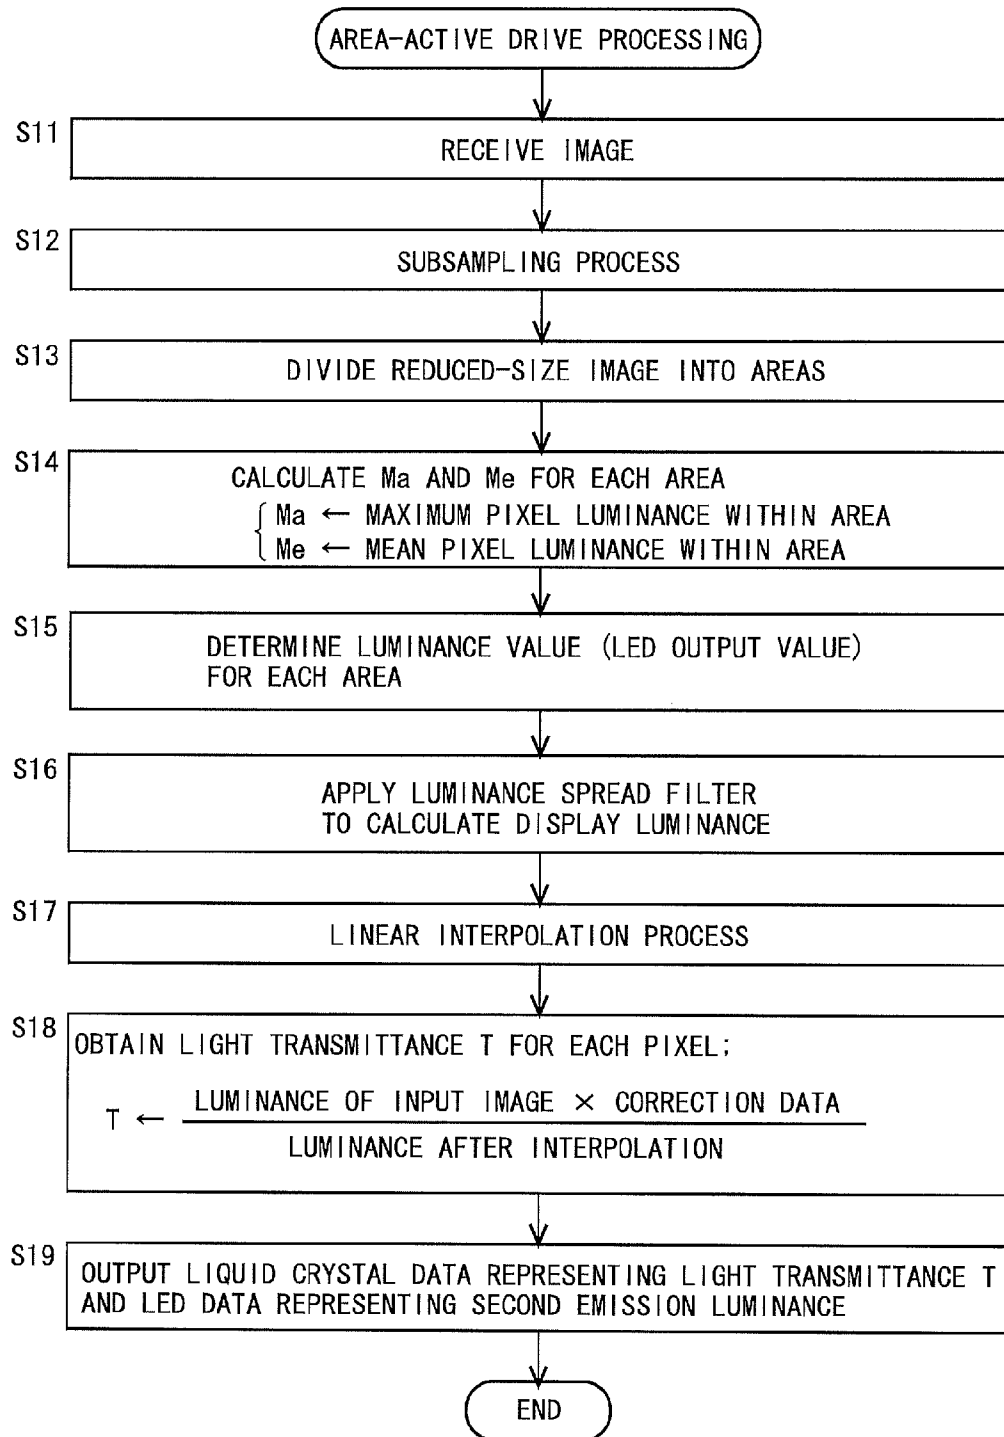 AREA-ACTIVE DRIVE PROCESSING
S11
RECEIVE IMAGE
S12
SUBSAMPLING PROCESS
S13
DIVIDE REDUCED-SIZE IMAGE INTO AREAS
S14
CALCULATE Ma AND Me FOR EACH AREA
Ma ← MAXIMUM PIXEL LUMINANCE WITHIN AREA
Me ← MEAN PIXEL LUMINANCE WITHIN AREA
S15
DETERMINE LUMINANCE VALUE (LED OUTPUT VALUE)
FOR EACH AREA
S16
APPLY LUMINANCE SPREAD FILTER
TO CALCULATE DISPLAY LUMINANCE
S17
LINEAR INTERPOLATION PROCESS
S18
OBTAIN LIGHT TRANSMITTANCE T FOR EACH PIXEL;
LUMINANCE OF INPUT IMAGE × CORRECTION DATA
T ←
LUMINANCE AFTER INTERPOLATION
S19
OUTPUT LIQUID CRYSTAL DATA REPRESENTING LIGHT TRANSMITTANCE T
AND LED DATA REPRESENTING SECOND EMISSION LUMINANCE
END